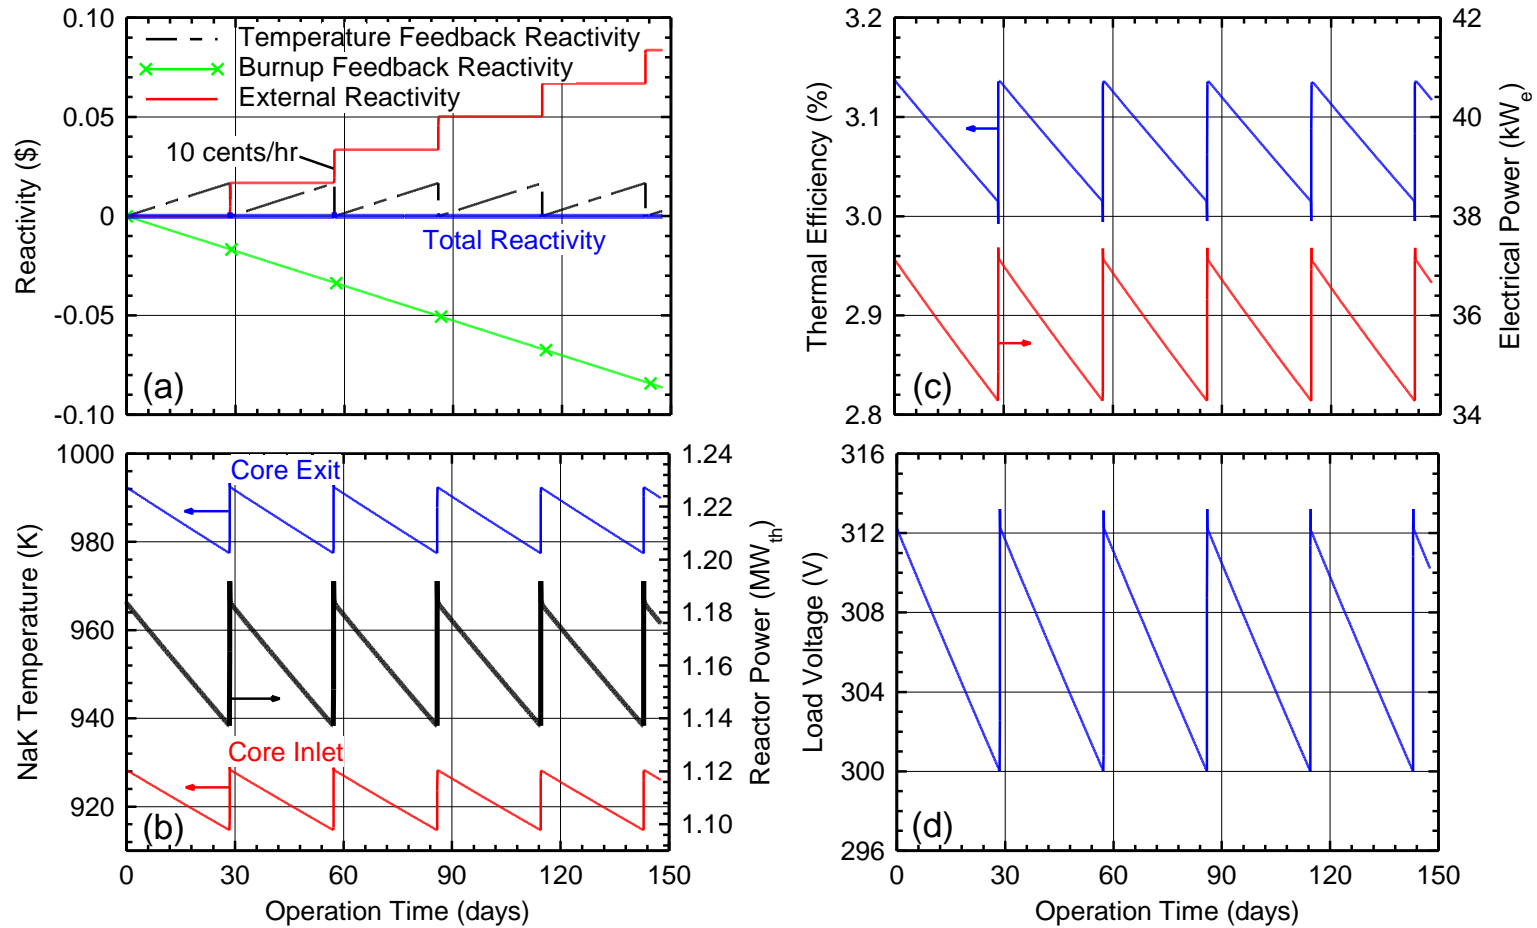 0.10
0.05
0
-0.05
-0.10
Reactivity ($)
Temperature Feedback Reactivity
Burnup Feedback Reactivity
External Reactivity
10 cents/hr
Total Reactivity
(a)
3.2
3.1
3.0
2.9
2.8
Thermal Efficiency (%)
42
40
38
36
34
Electrical Power (kWe)
(c)
1000
980
960
940
920
NaK Temperature (K)
Core Exit
Core Inlet
(b)
1.24
1.22
1.20
1.18
1.16
1.14
1.12
1.10
Reactor Power (MWth)
0 30 60 90 120 150
Operation Time (days)
316
312
308
304
300
296
Load Voltage (V)
(d)
0 30 60 90 120 150
Operation Time (days)